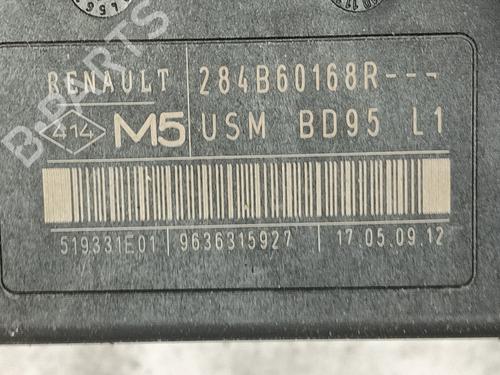 RENAULT 284B60168R---
414 M5 USM BD95 L1
519331E01 9636315927 17.05.09.12
B-PARTS